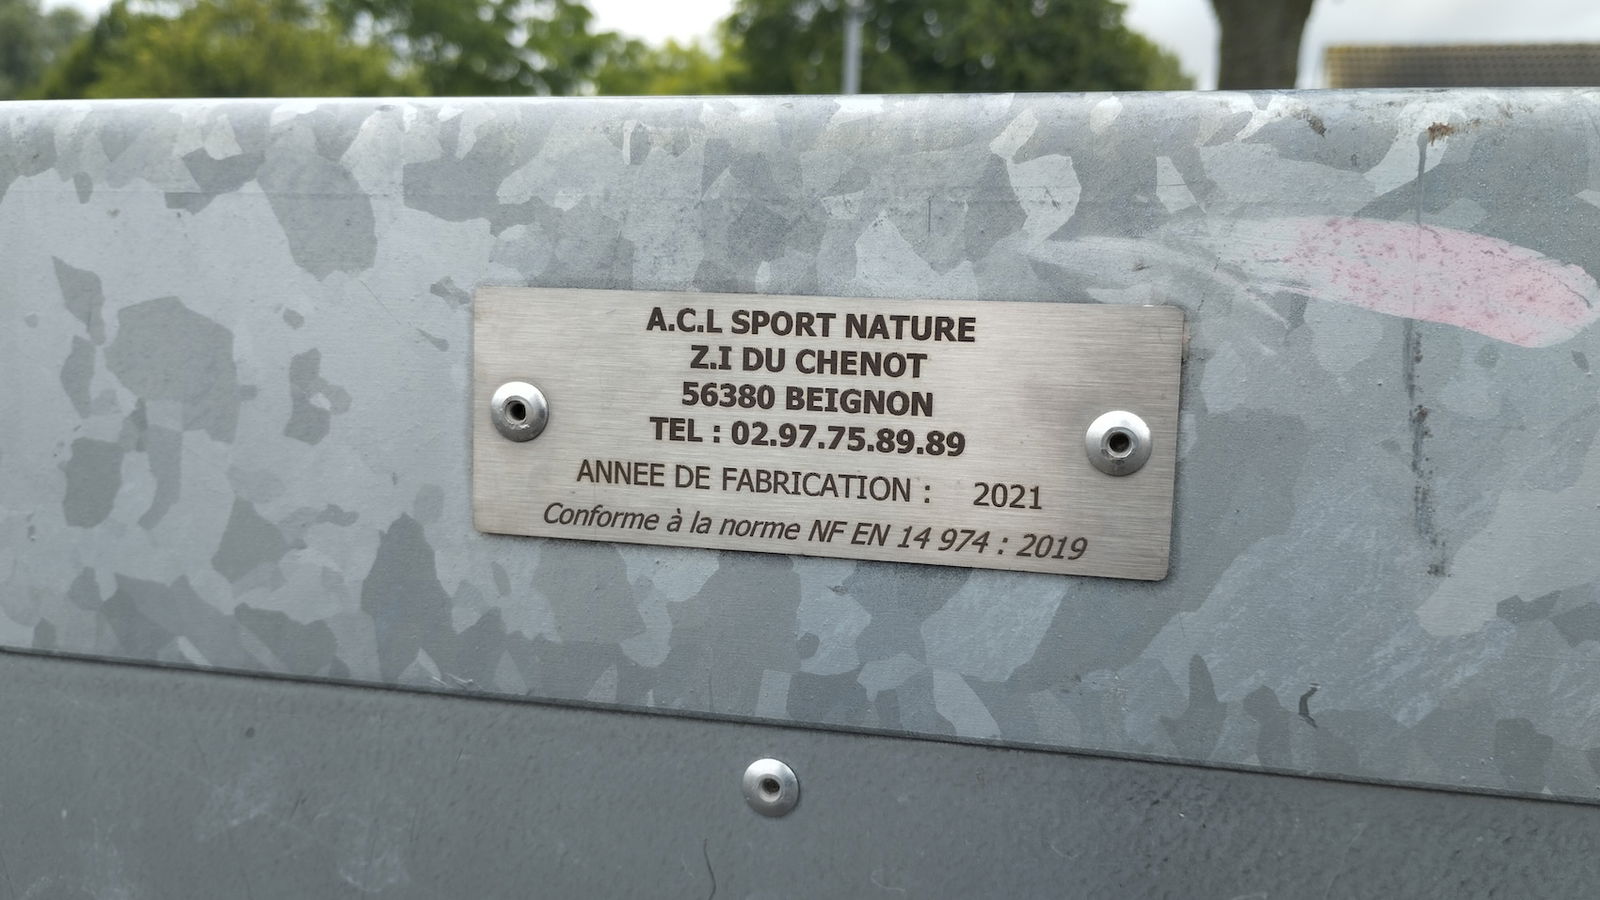 A.C.L SPORT NATURE
Z.I DU CHENOT
56380 BEIGNON
TEL : 02.97.75.89.89
ANNEE DE FABRICATION : 2021
Conforme à la norme NF EN 14 974 : 2019